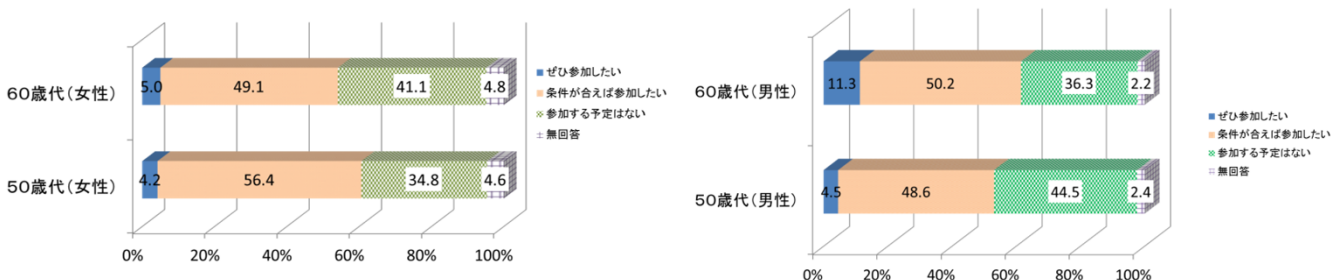 60歳代(女性)
5.0
49.1
41.1
4.8
50歳代(女性)
4.2
56.4
34.8
4.6
0%
20%
40%
60%
80%
100%
ぜひ参加したい
条件が合えば参加したい
参加する予定はない
無回答
60歳代(男性)
11.3
50.2
36.3
2.2
50歳代(男性)
4.5
48.6
44.5
2.4
0%
20%
40%
60%
80%
100%
ぜひ参加したい
条件が合えば参加したい
参加する予定はない
無回答